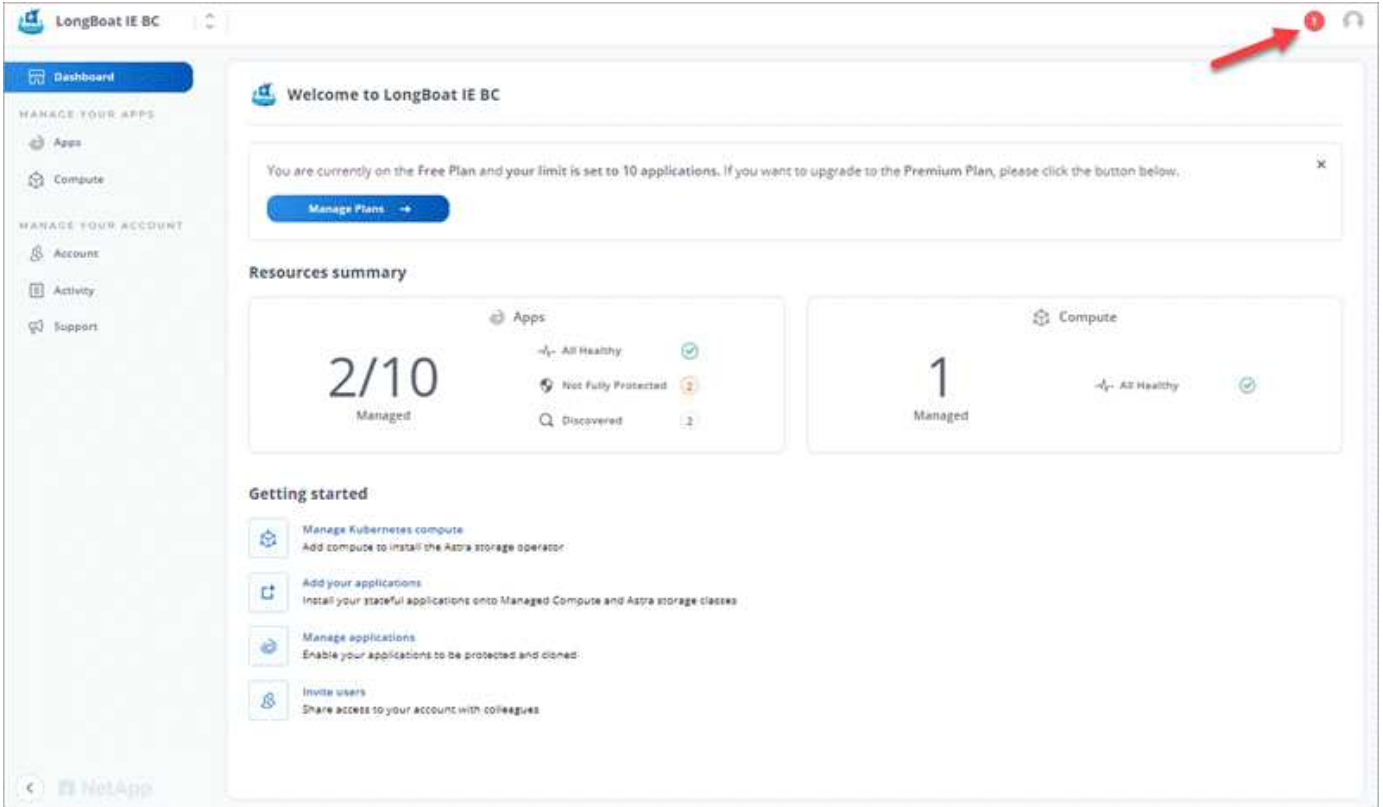 LongBoat IE BC
Dashboard
MANAGE YOUR APPS
Apps
Compute
MANAGE YOUR ACCOUNT
Account
Activity
Support
Welcome to LongBoat IE BC
You are currently on the Free Plan and your limit is set to 10 applications. If you want to upgrade to the Premium Plan, please click the button below.
Manage Plans
Resources summary
Apps
2/10
Managed
All Healthy
Not Fully Protected 2
Discovered 2
Compute
1
Managed
All Healthy
Getting started
Manage Kubernetes compute
Add compute to install the Astra storage operator
Add your applications
Install your stateful applications onto Managed Compute and Astra storage classes
Manage applications
Enable your applications to be protected and cloned
Invite users
Share access to your account with colleagues
NetApp